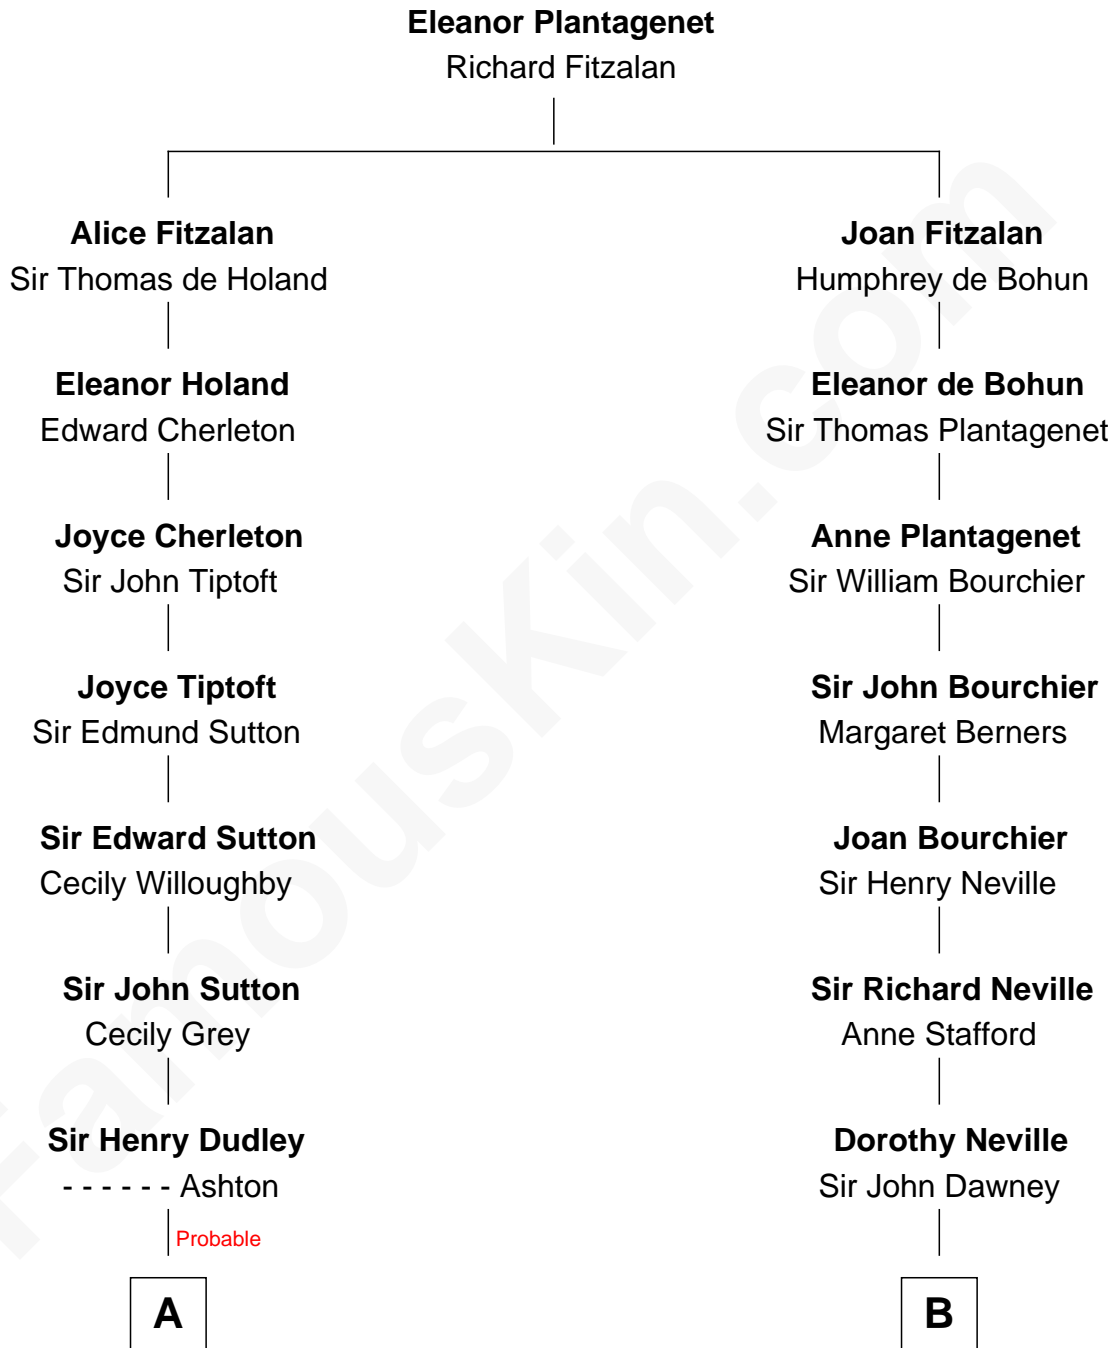 Eleanor Plantagenet
Richard Fitzalan
Alice Fitzalan
Sir Thomas de Holand
Eleanor Holand
Edward Cherleton
Joyce Cherleton
Sir John Tiptoft
Joyce Tiptoft
Sir Edmund Sutton
Sir Edward Sutton
Cecily Willoughby
Sir John Sutton
Cecily Grey
Sir Henry Dudley
- - - - - - Ashton
Probable
A
Joan Fitzalan
Humphrey de Bohun
Eleanor de Bohun
Sir Thomas Plantagenet
Anne Plantagenet
Sir William Bourchier
Sir John Bourchier
Margaret Berners
Joan Bourchier
Sir Henry Neville
Sir Richard Neville
Anne Stafford
Dorothy Neville
Sir John Dawney
B
FamousKin.com